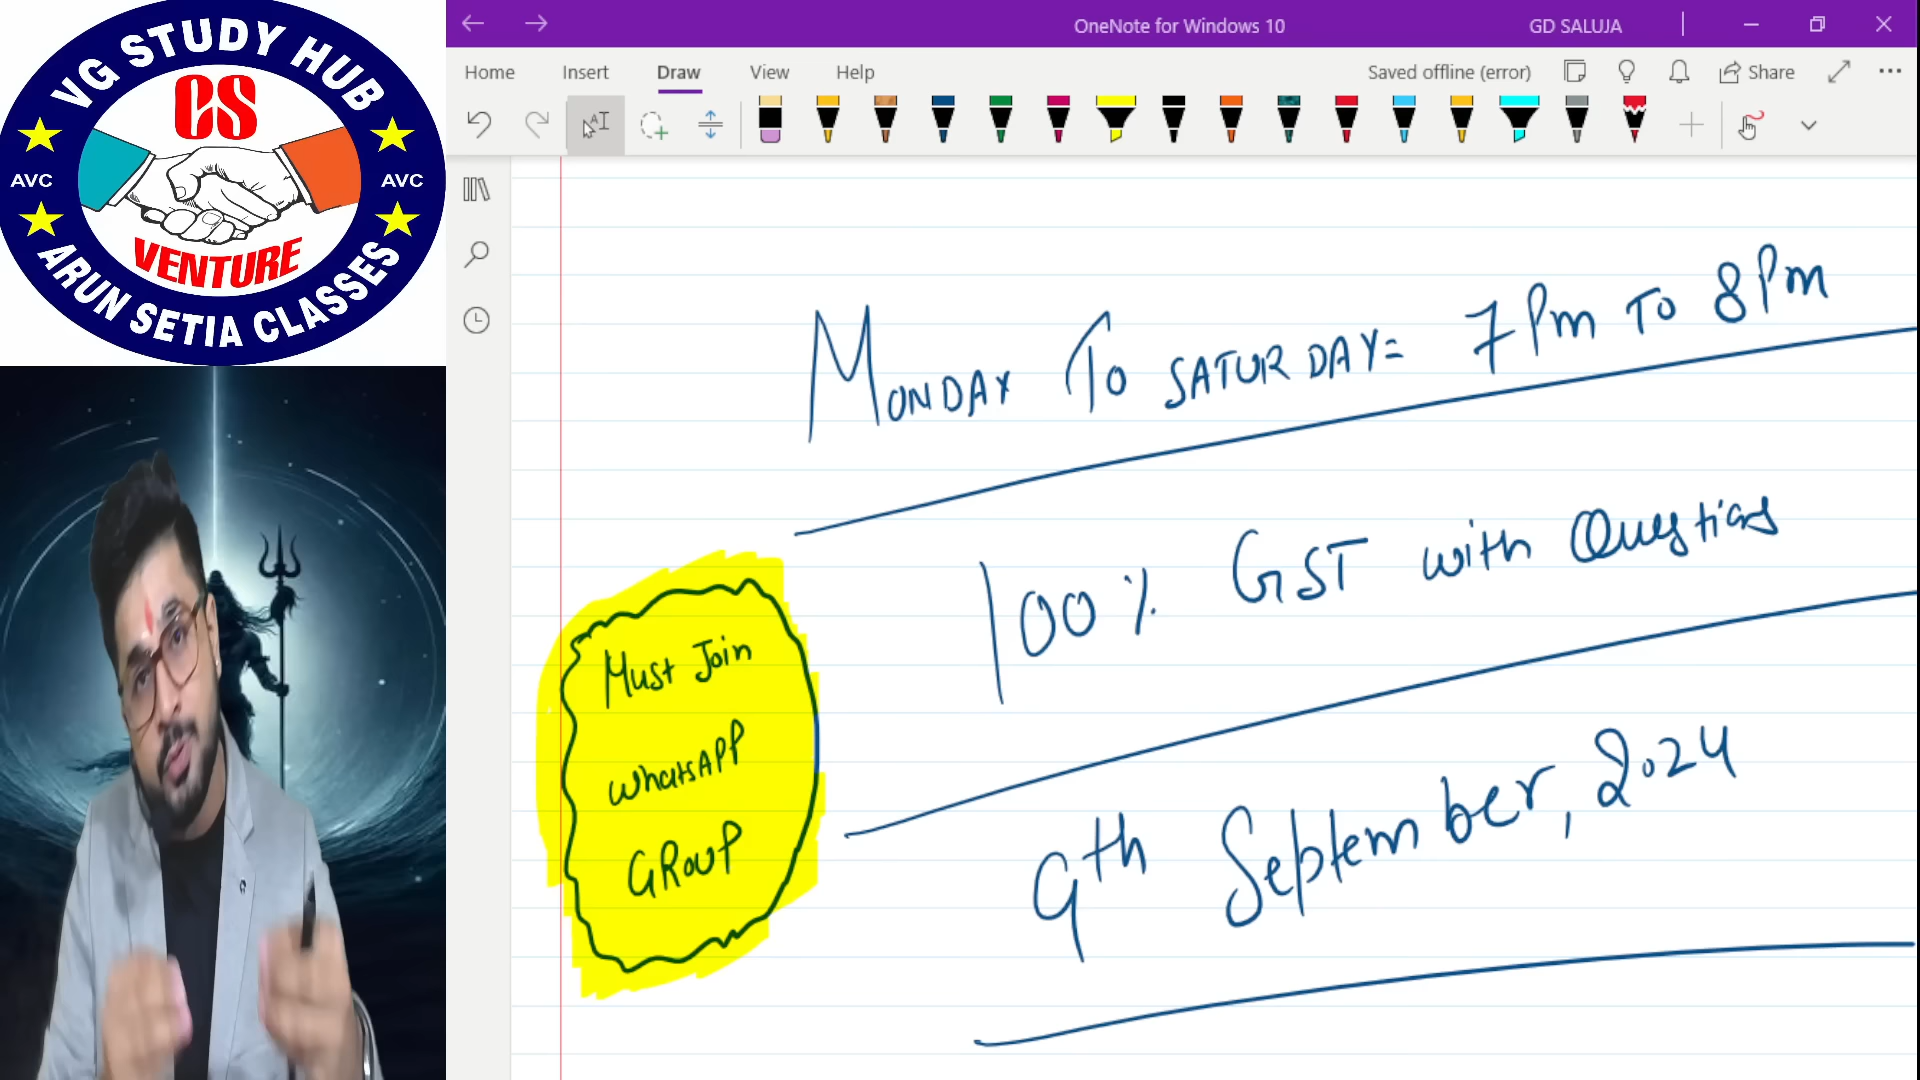 VG STUDY HUB
CS
AVC AVC
VENTURE
ARUN SETIA CLASSES
OneNote for Windows 10
GD SALUJA
Home Insert Draw View Help
Saved offline (error)
Share
MONDAY TO SATURDAY= 7Pm TO 8Pm
100% GST with Questions
9th September, 2024
Must Join
WhatsAPP
GRouP